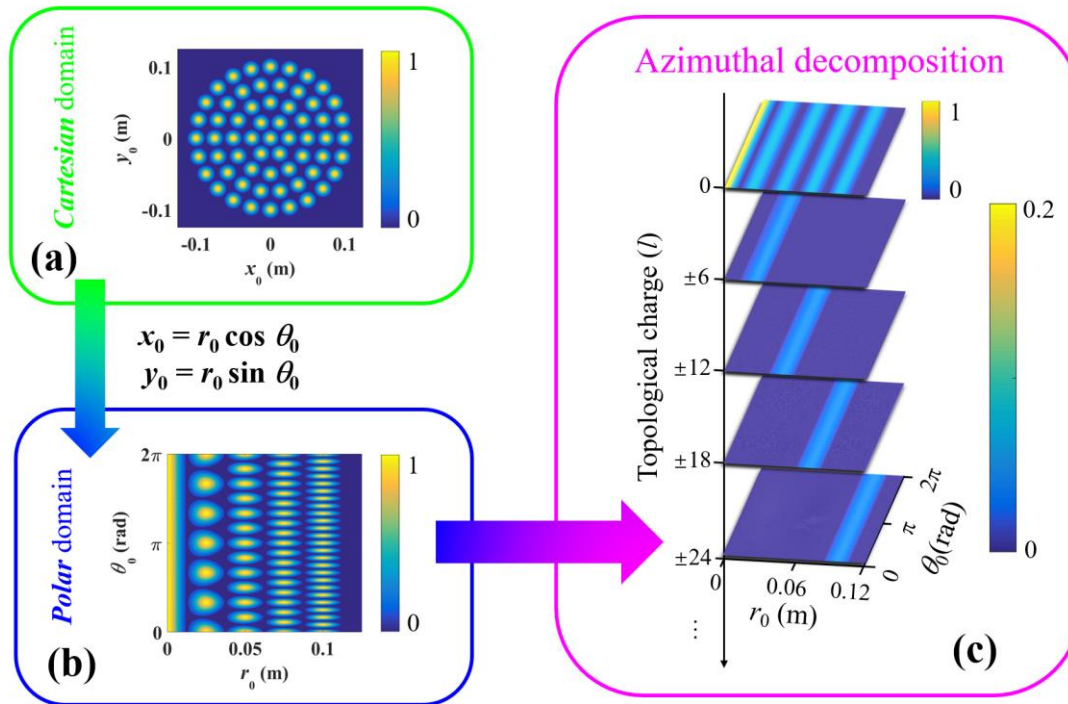 Cartesian domain
0.1
0
-0.1
y₀ (m)
-0.1
0
0.1
x₀ (m)
1
0
(a)
x₀ = r₀ cos θ₀
y₀ = r₀ sin θ₀
Polar domain
2π
π
0
θ₀ (rad)
0
0.05
0.1
r₀ (m)
1
0
(b)
Azimuthal decomposition
Topological charge (l)
0
±6
±12
±18
±24
...
1
0
0.2
0
0
0.06
0.12
r₀ (m)
0
π
2π
θ₀(rad)
(c)